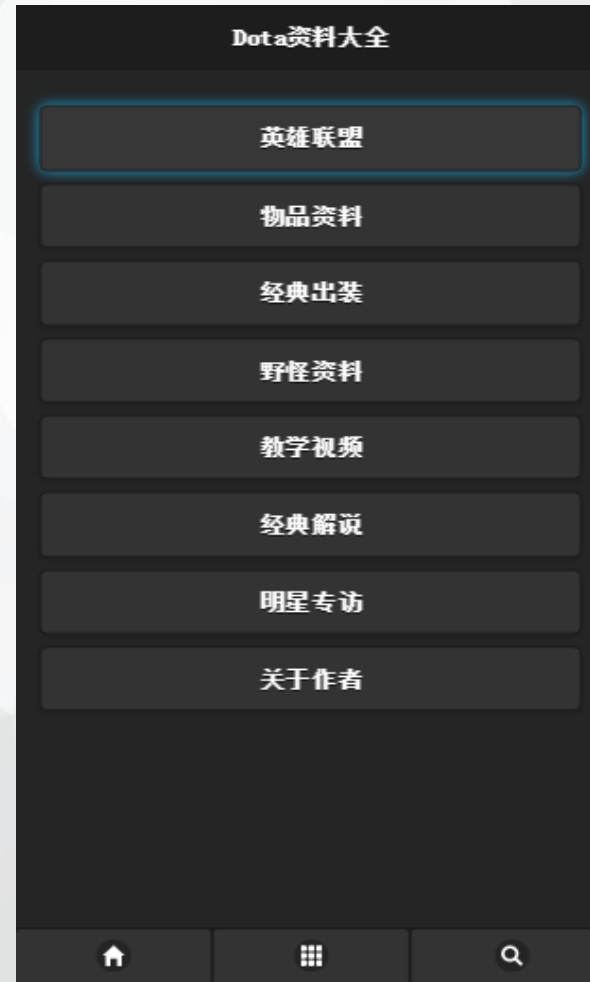 Dota资料大全
英雄联盟
物品资料
经典出装
野怪资料
教学视频
经典解说
明星专访
关于作者